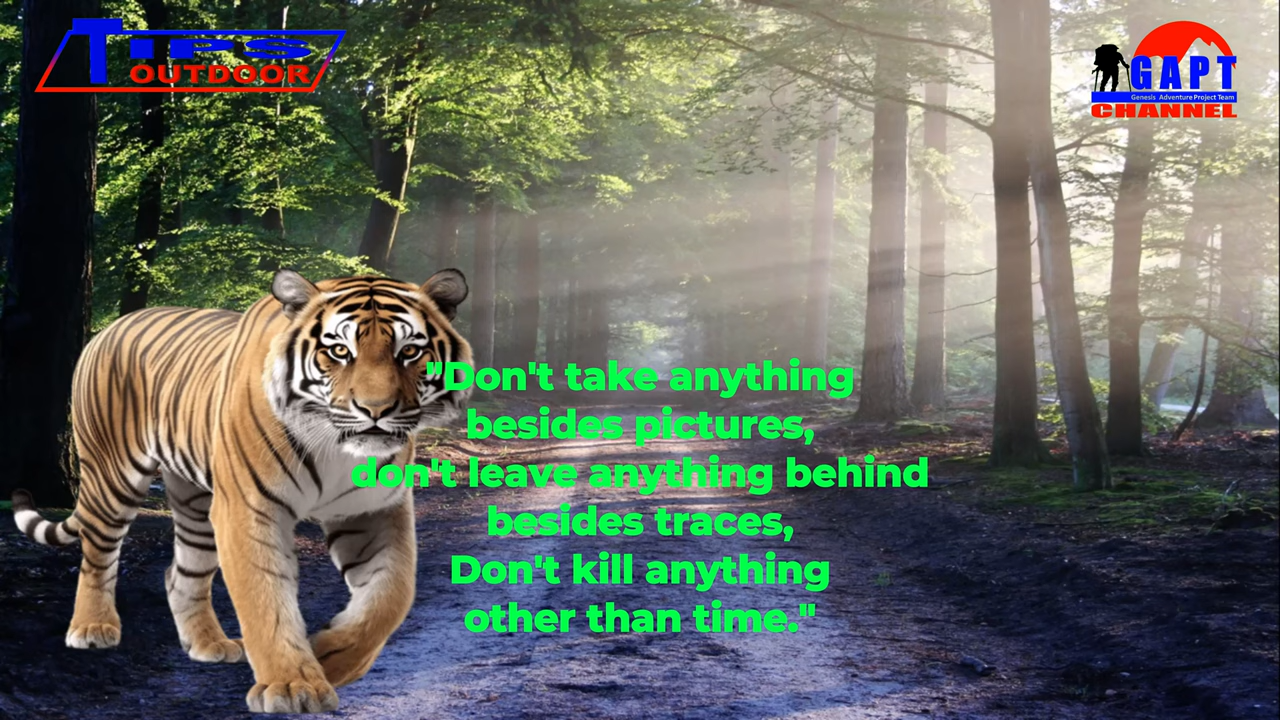 TIPS
OUTDOOR
GAPT
Genesis Adventure Project Team
CHANNEL
"Don't take anything
besides pictures,
don't leave anything behind
besides traces,
Don't kill anything
other than time."